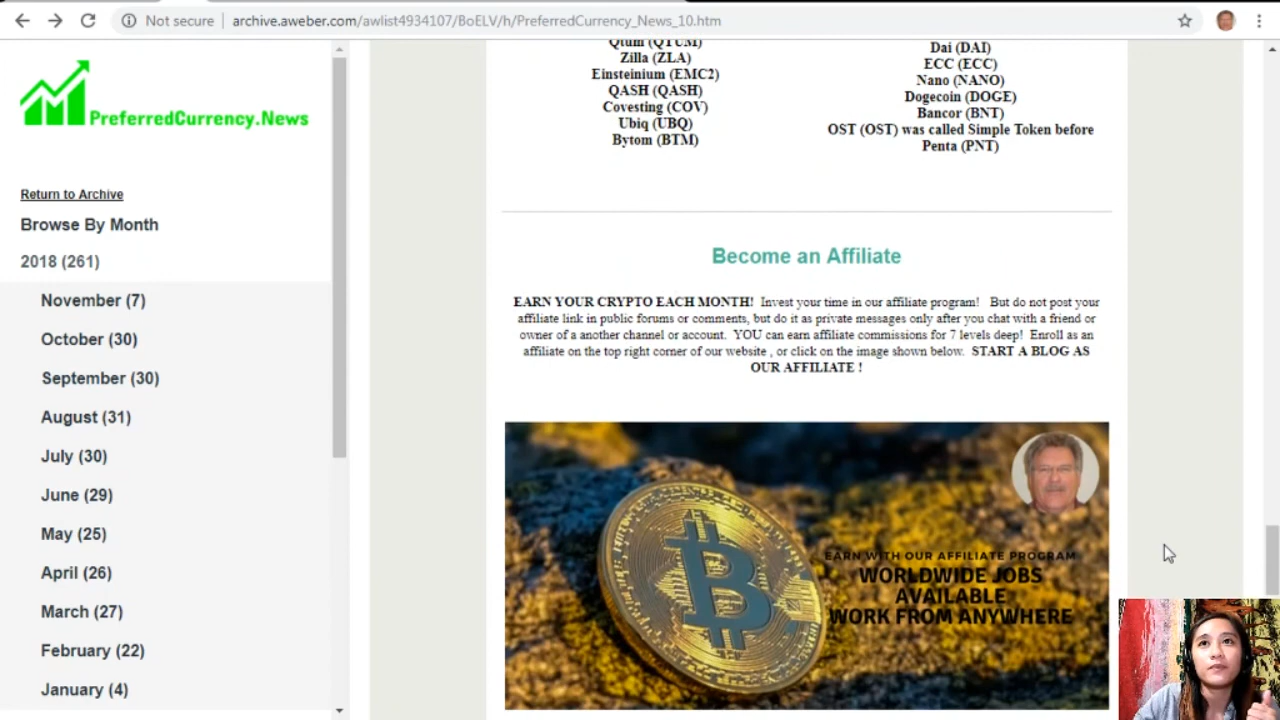 Not secure
archive.aweber.com/awlist4934107/BoELV/h/PreferredCurrency_News_10.htm
PreferredCurrency.News
Return to Archive
Browse By Month
2018 (261)
November (7)
October (30)
September (30)
August (31)
July (30)
June (29)
May (25)
April (26)
March (27)
February (22)
January (4)
Qtum (QTUM)
Zilla (ZLA)
Einsteinium (EMC2)
QASH (QASH)
Covesting (COV)
Ubiq (UBQ)
Bytom (BTM)
Dai (DAI)
ECC (ECC)
Nano (NANO)
Dogecoin (DOGE)
Bancor (BNT)
OST (OST) was called Simple Token before
Penta (PNT)
Become an Affiliate
EARN YOUR CRYPTO EACH MONTH! Invest your time in our affiliate program! But do not post your
affiliate link in public forums or comments, but do it as private messages only after you chat with a friend or
owner of a another channel or account. YOU can earn affiliate commissions for 7 levels deep! Enroll as an
affiliate on the top right corner of our website , or click on the image shown below. START A BLOG AS
OUR AFFILIATE !
EARN WITH OUR AFFILIATE PROGRAM
WORLDWIDE JOBS
AVAILABLE
WORK FROM ANYWHERE